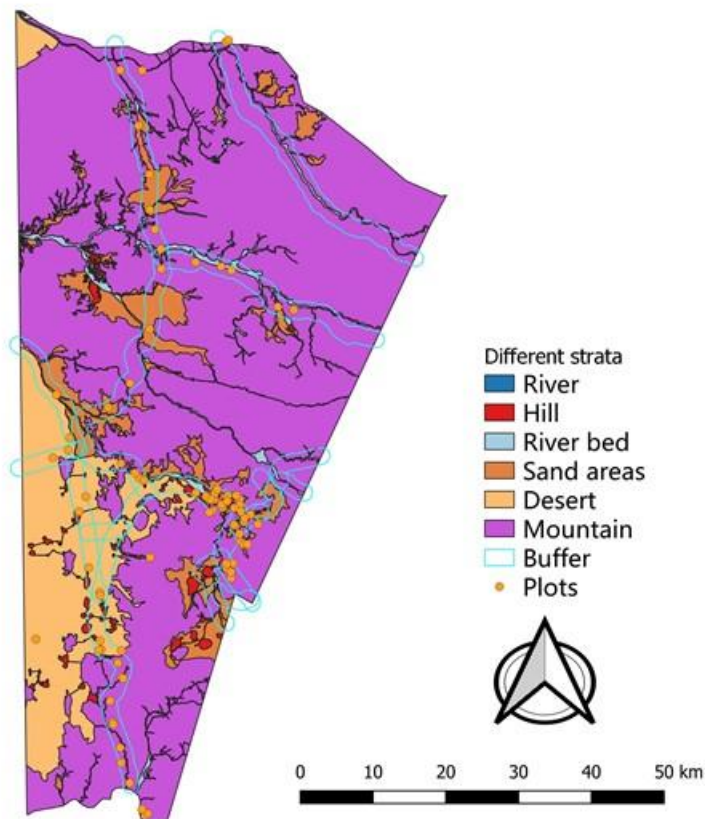 Different strata
River
Hill
River bed
Sand areas
Desert
Mountain
Buffer
Plots
0 10 20 30 40 50 km